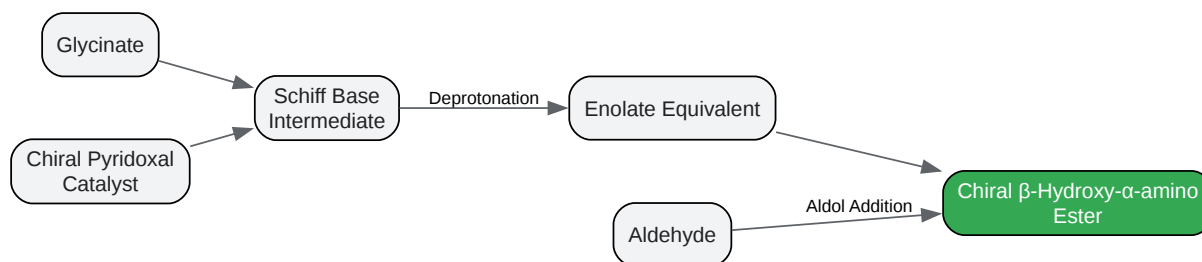 Glycinate
Chiral Pyridoxal
Catalyst
Schiff Base
Intermediate
Deprotonation
Enolate Equivalent
Aldehyde
Aldol Addition
Chiral β-Hydroxy-α-amino
Ester